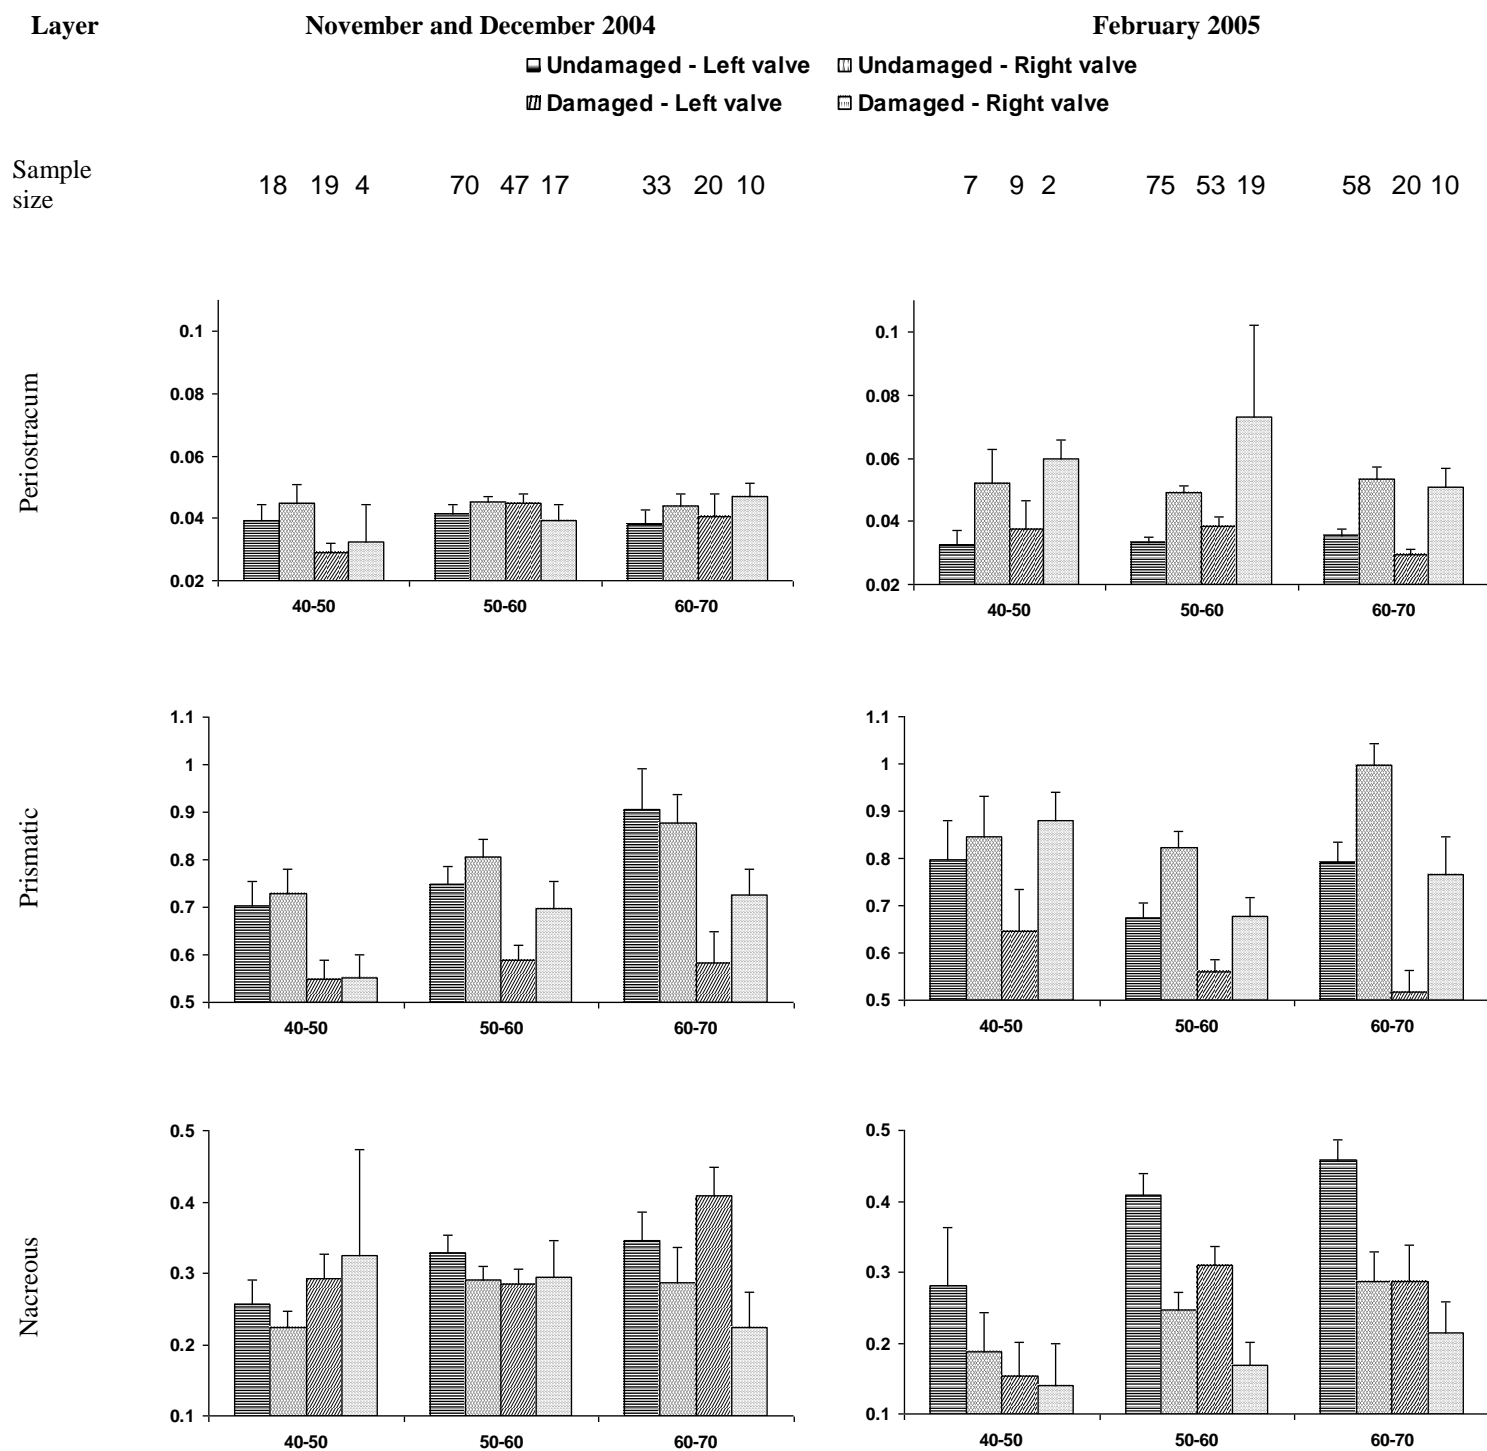 Layer November and December 2004 February 2005
Undamaged - Left valve Undamaged - Right valve
Damaged - Left valve Damaged - Right valve
Sample
size
18 19 4 70 47 17 33 20 10 7 9 2 75 53 19 58 20 10
Periostracum
0.1
0.08
0.06
0.04
0.02
40-50 50-60 60-70
0.1
0.08
0.06
0.04
0.02
40-50 50-60 60-70
Prismatic
1.1
1
0.9
0.8
0.7
0.6
0.5
40-50 50-60 60-70
1.1
1
0.9
0.8
0.7
0.6
0.5
40-50 50-60 60-70
Nacreous
0.5
0.4
0.3
0.2
0.1
40-50 50-60 60-70
0.5
0.4
0.3
0.2
0.1
40-50 50-60 60-70